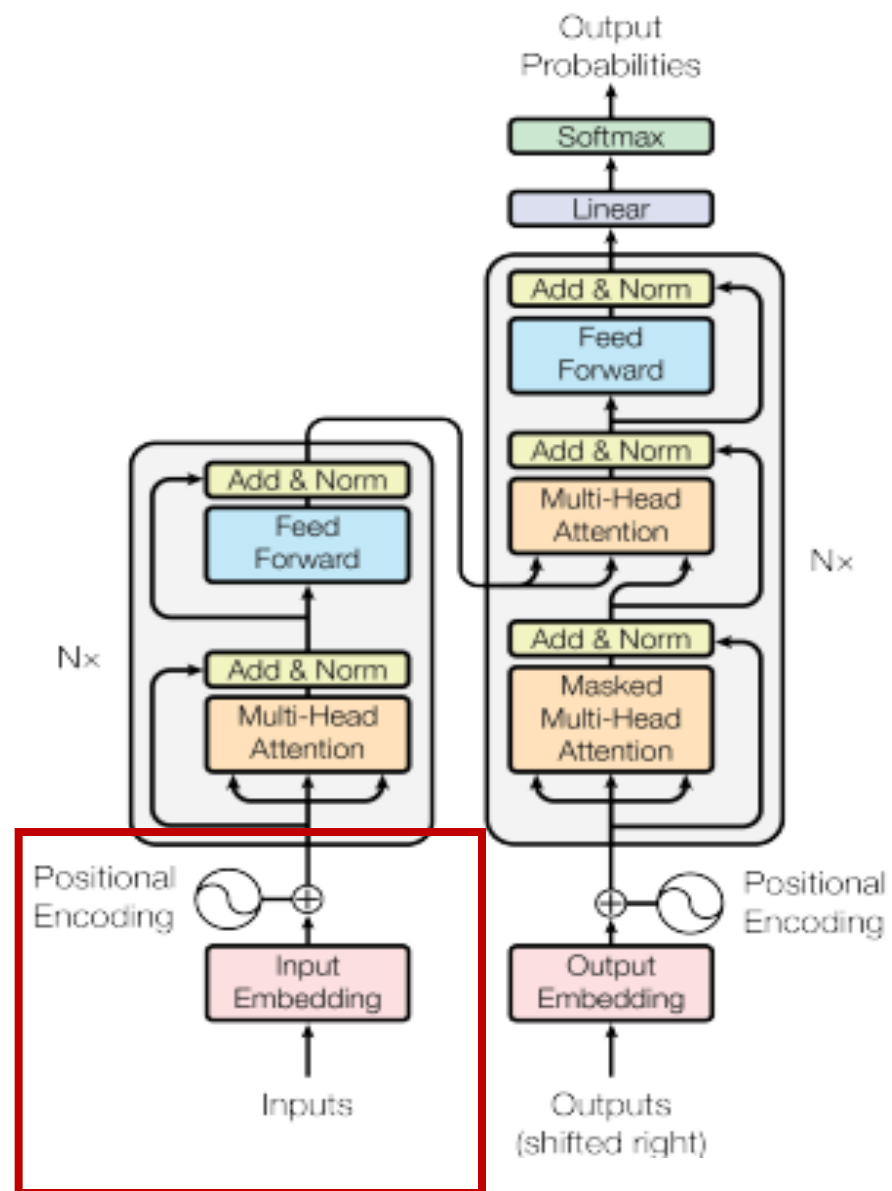 Output
Probabilities
Softmax
Linear
Add & Norm
Feed
Forward
Add & Norm
Multi-Head
Attention
Nx
Add & Norm
Masked
Multi-Head
Attention
Add & Norm
Feed
Forward
Nx
Add & Norm
Multi-Head
Attention
Positional
Encoding
Input
Embedding
Inputs
Positional
Encoding
Output
Embedding
Outputs
(shifted right)